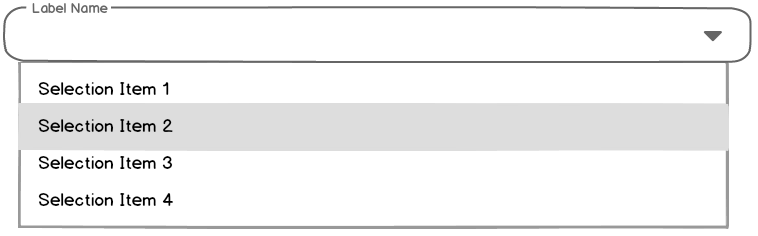 Label Name
Selection Item 1
Selection Item 2
Selection Item 3
Selection Item 4